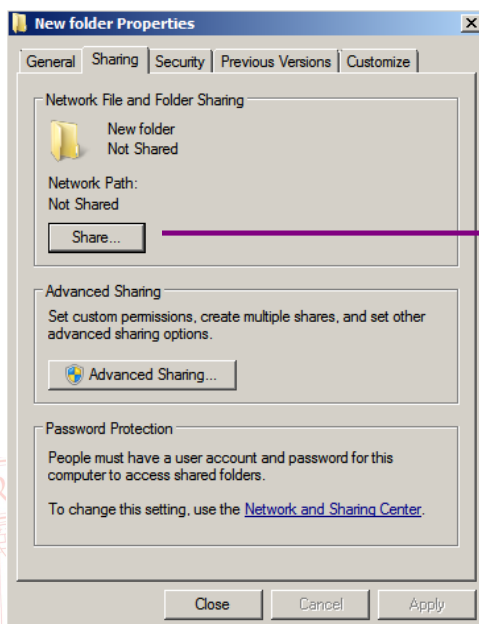 New folder Properties
General Sharing Security Previous Versions Customize
Network File and Folder Sharing
New folder
Not Shared
Network Path:
Not Shared
Share...
Advanced Sharing
Set custom permissions, create multiple shares, and set other
advanced sharing options.
Advanced Sharing...
Password Protection
People must have a user account and password for this
computer to access shared folders.
To change this setting, use the Network and Sharing Center.
Close Cancel Apply